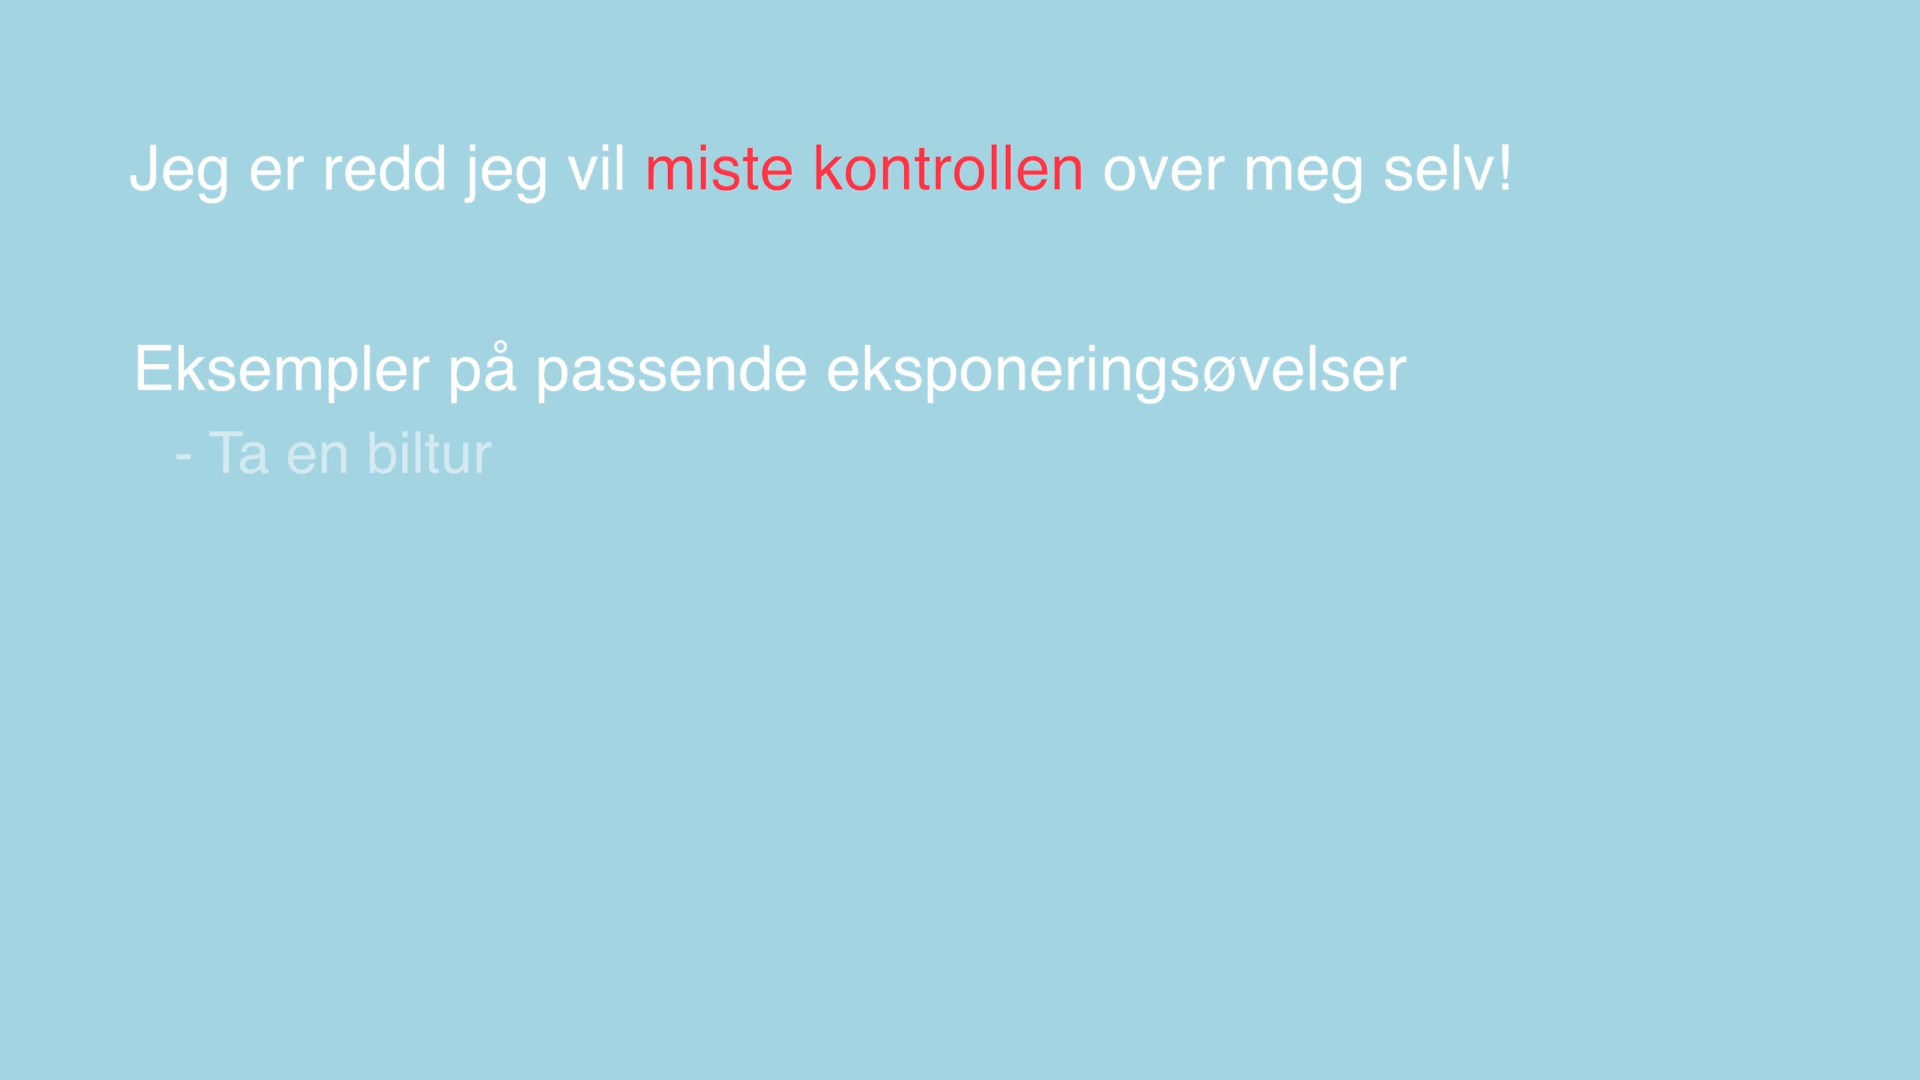 Jeg er redd jeg vil miste kontrollen over meg selv!
Eksempler på passende eksponeringsøvelser
- Ta en biltur